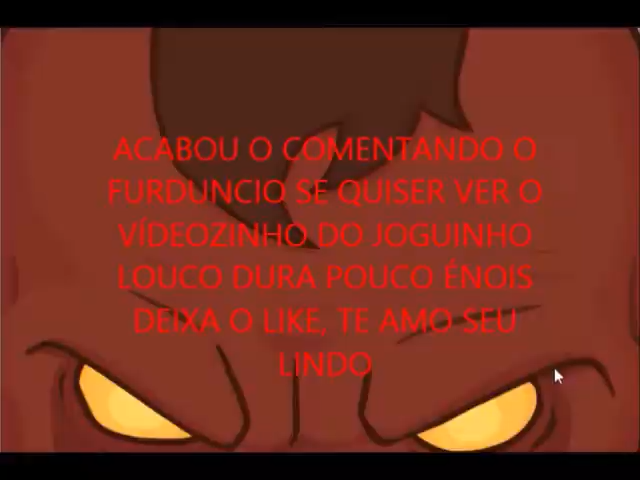 ACABOU O COMENTANDO O
FURDUNCIO SE QUISER VER O
VÍDEOZINHO DO JOGUINHO
LOUCO DURA POUCO ÉNOIS
DEIXA O LIKE, TE AMO SEU
LINDO